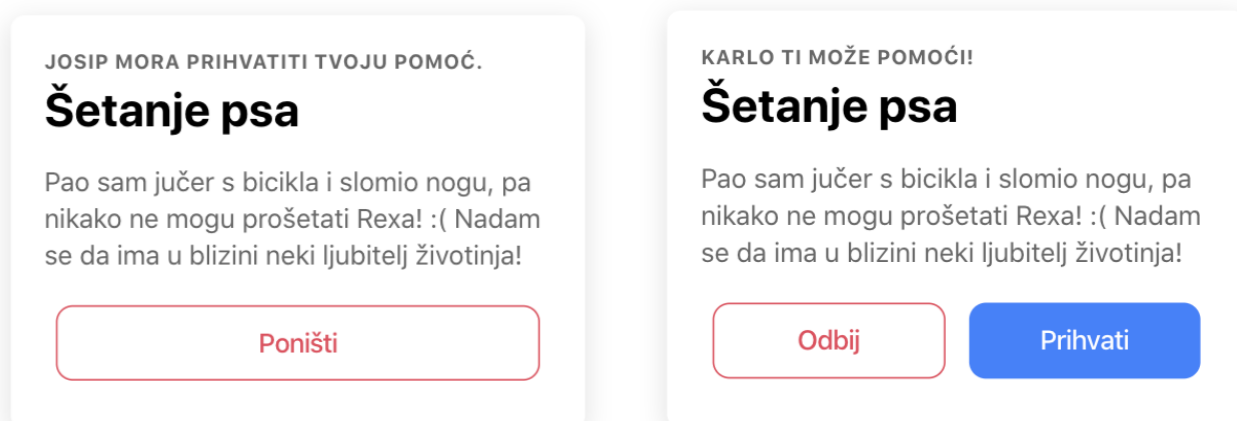 JOSIP MORA PRIHVATITI TVOJU POMOĆ.
Šetanje psa
Pao sam jučer s bicikla i slomio nogu, pa
nikako ne mogu prošetati Rexa! :( Nadam
se da ima u blizini neki ljubitelj životinja!
Poništi
KARLO TI MOŽE POMOĆI!
Šetanje psa
Pao sam jučer s bicikla i slomio nogu, pa
nikako ne mogu prošetati Rexa! :( Nadam
se da ima u blizini neki ljubitelj životinja!
Odbij
Prihvati